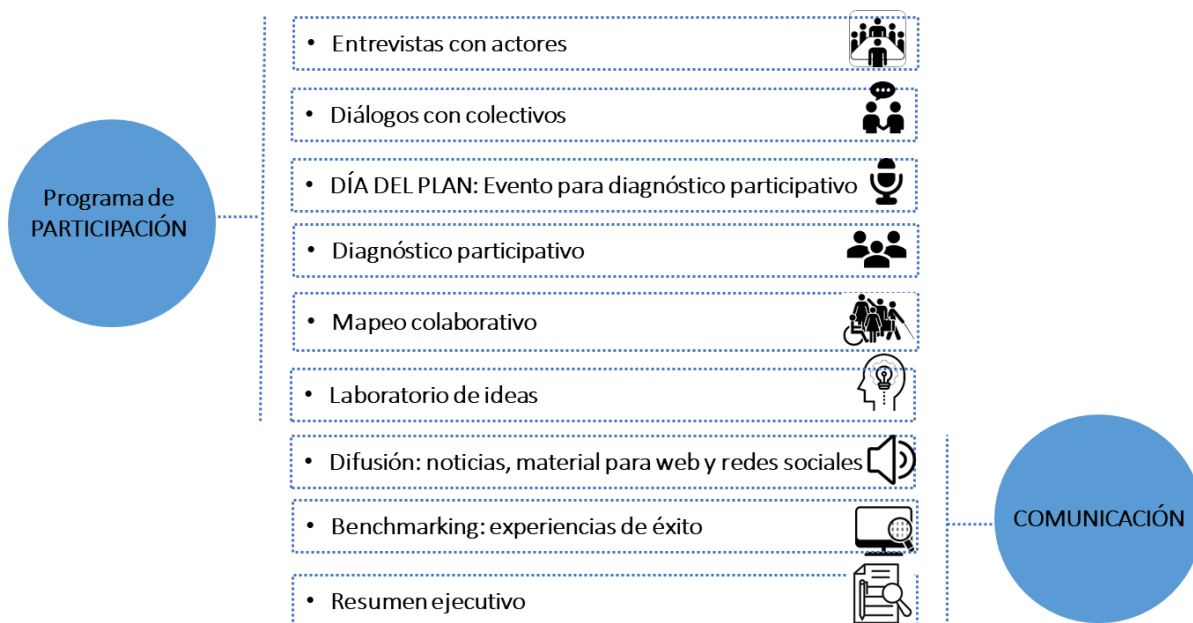 • Entrevistas con actores
• Diálogos con colectivos
• DÍA DEL PLAN: Evento para diagnóstico participativo
Programa de
PARTICIPACIÓN
• Diagnóstico participativo
• Mapeo colaborativo
• Laboratorio de ideas
• Difusión: noticias, material para web y redes sociales
• Benchmarking: experiencias de éxito
COMUNICACIÓN
• Resumen ejecutivo